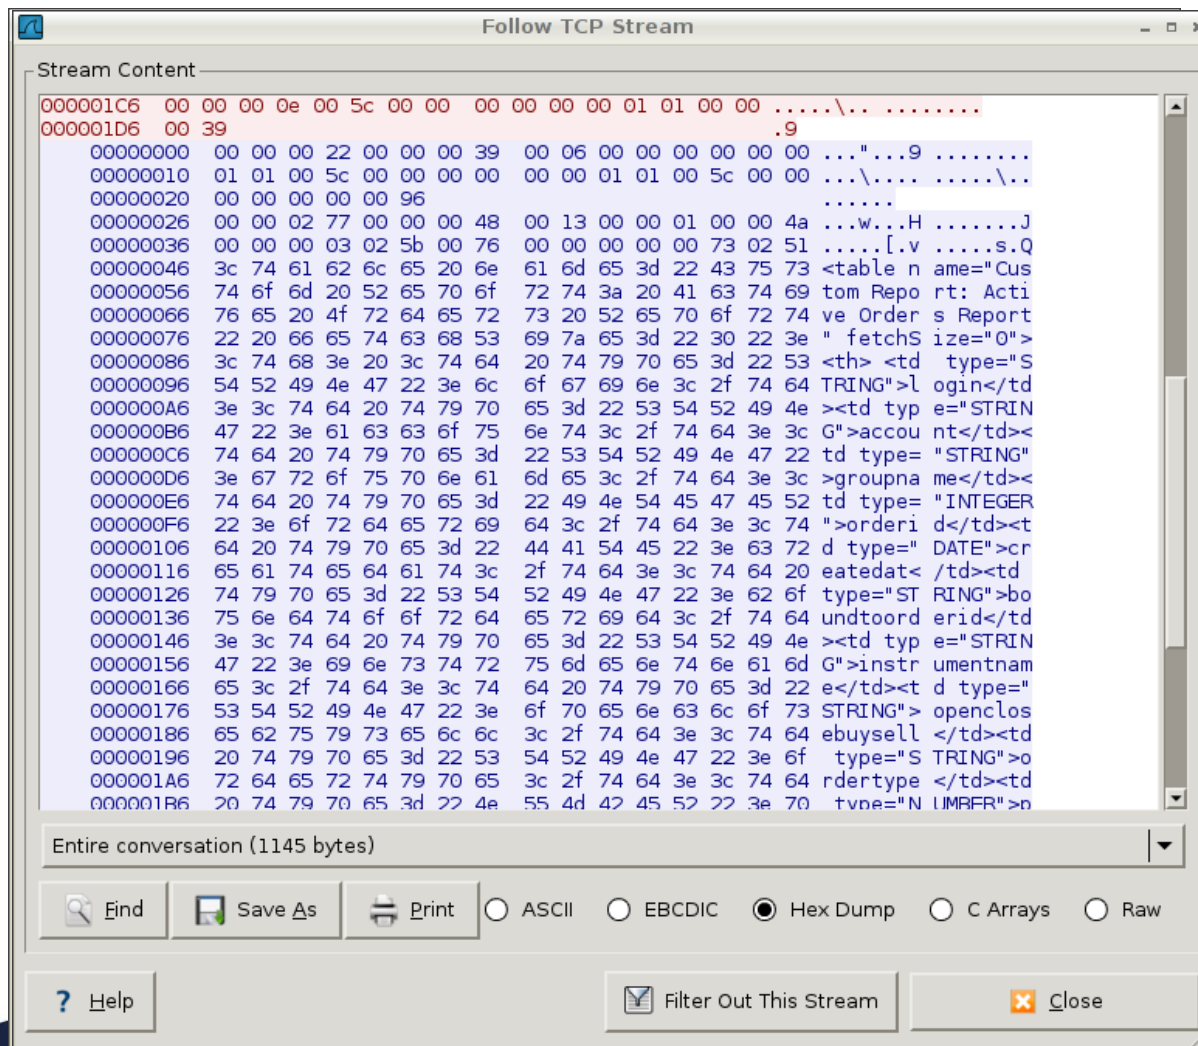 Follow TCP Stream
Stream Content
000001C6  00 00 00 0e 00 5c 00 00  00 00 00 00 01 01 00 00 .....\.. ........
000001D6  00 39                                            .9
00000000  00 00 00 22 00 00 00 39  00 06 00 00 00 00 00 00 ..."...9 ........
00000010  01 01 00 5c 00 00 00 00  00 00 01 01 00 5c 00 00 ...\.... .....\..
00000020  00 00 00 00 00 96                                ......
00000026  00 00 02 77 00 00 00 48  00 13 00 00 01 00 00 4a ...w...H .......J
00000036  00 00 00 03 02 5b 00 76  00 00 00 00 00 73 02 51 .....[.v .....s.Q
00000046  3c 74 61 62 6c 65 20 6e  61 6d 65 3d 22 43 75 73 <table n ame="Cus
00000056  74 6f 6d 20 52 65 70 6f  72 74 3a 20 41 63 74 69 tom Repo rt: Acti
00000066  76 65 20 4f 72 64 65 72  73 20 52 65 70 6f 72 74 ve Order s Report
00000076  22 20 66 65 74 63 68 53  69 7a 65 3d 22 30 22 3e " fetchS ize="0">
00000086  3c 74 68 3e 20 3c 74 64  20 74 79 70 65 3d 22 53 <th> <td  type="S
00000096  54 52 49 4e 47 22 3e 6c  6f 67 69 6e 3c 2f 74 64 TRING">l ogin</td
000000A6  3e 3c 74 64 20 74 79 70  65 3d 22 53 54 52 49 4e ><td typ e="STRIN
000000B6  47 22 3e 61 63 63 6f 75  6e 74 3c 2f 74 64 3e 3c G">accou nt</td><
000000C6  74 64 20 74 79 70 65 3d  22 53 54 52 49 4e 47 22 td type= "STRING"
000000D6  3e 67 72 6f 75 70 6e 61  6d 65 3c 2f 74 64 3e 3c >groupna me</td><
000000E6  74 64 20 74 79 70 65 3d  22 49 4e 54 45 47 45 52 td type= "INTEGER
000000F6  22 3e 6f 72 64 65 72 69  64 3c 2f 74 64 3e 3c 74 ">orderi d</td><t
00000106  64 20 74 79 70 65 3d 22  44 41 54 45 22 3e 63 72 d type=" DATE">cr
00000116  65 61 74 65 64 61 74 3c  2f 74 64 3e 3c 74 64 20 eatedat< /td><td 
00000126  74 79 70 65 3d 22 53 54  52 49 4e 47 22 3e 62 6f type="ST RING">bo
00000136  75 6e 64 74 6f 6f 72 64  65 72 69 64 3c 2f 74 64 undtoord erid</td
00000146  3e 3c 74 64 20 74 79 70  65 3d 22 53 54 52 49 4e ><td typ e="STRIN
00000156  47 22 3e 69 6e 73 74 72  75 6d 65 6e 74 6e 61 6d G">instr umentnam
00000166  65 3c 2f 74 64 3e 3c 74  64 20 74 79 70 65 3d 22 e</td><t d type="
00000176  53 54 52 49 4e 47 22 3e  6f 70 65 6e 63 6c 6f 73 STRING"> openclos
00000186  65 62 75 79 73 65 6c 6c  3c 2f 74 64 3e 3c 74 64 ebuysell </td><td
00000196  20 74 79 70 65 3d 22 53  54 52 49 4e 47 22 3e 6f  type="S TRING">o
000001A6  72 64 65 72 74 79 70 65  3c 2f 74 64 3e 3c 74 64 rdertype </td><td
000001B6  20 74 79 70 65 3d 22 4e  55 4d 42 45 52 22 3e 70  type="N UMBER">p
Entire conversation (1145 bytes)
Find Save As Print ASCII EBCDIC Hex Dump C Arrays Raw
Help Filter Out This Stream Close